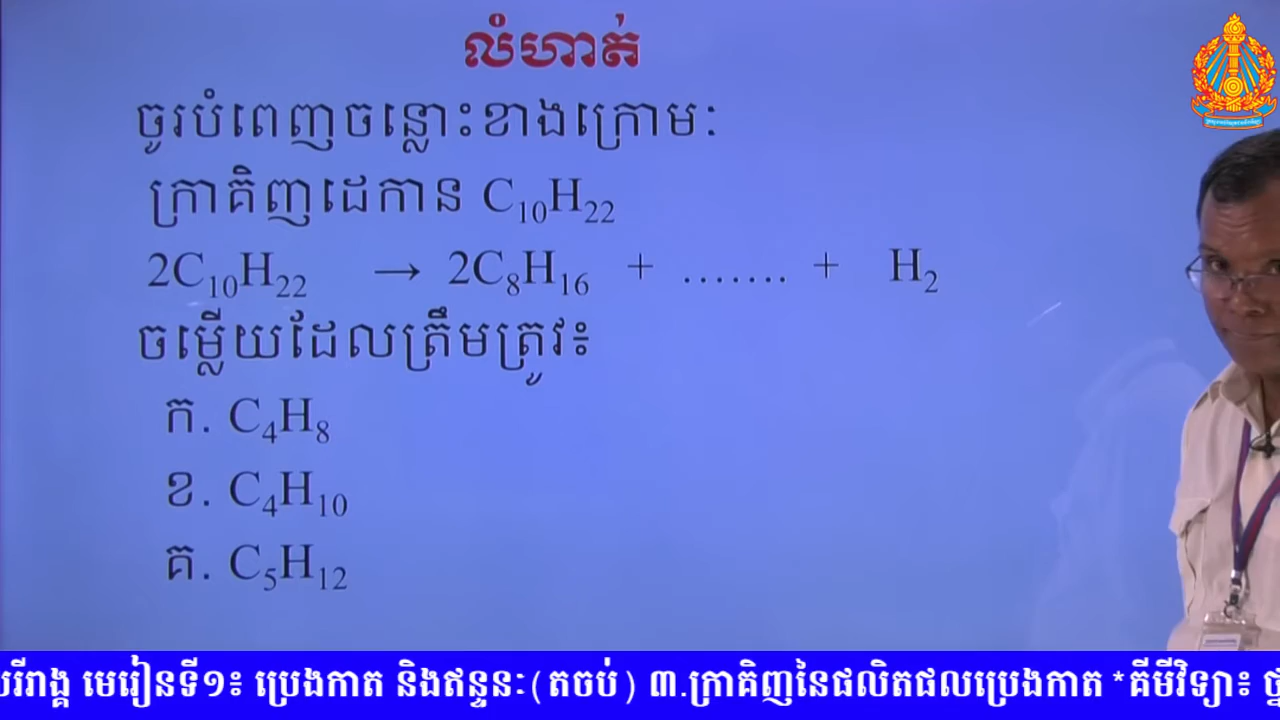 លំហាត់
ចូរបំពេញចន្លោះខាងក្រោមៈ
ក្រាគិញដេកាន C₁₀H₂₂
2C₁₀H₂₂ → 2C₈H₁₆ + ....... + H₂
ចម្លើយដែលត្រឹមត្រូវ៖
ក. C₄H₈
ខ. C₄H₁₀
គ. C₅H₁₂
មេរៀនទី១៖ ប្រេងកាត និងឥន្ទនៈ(តចប់) ៣.ក្រាគិញនៃផលិតផលប្រេងកាត *គីមីវិទ្យា៖